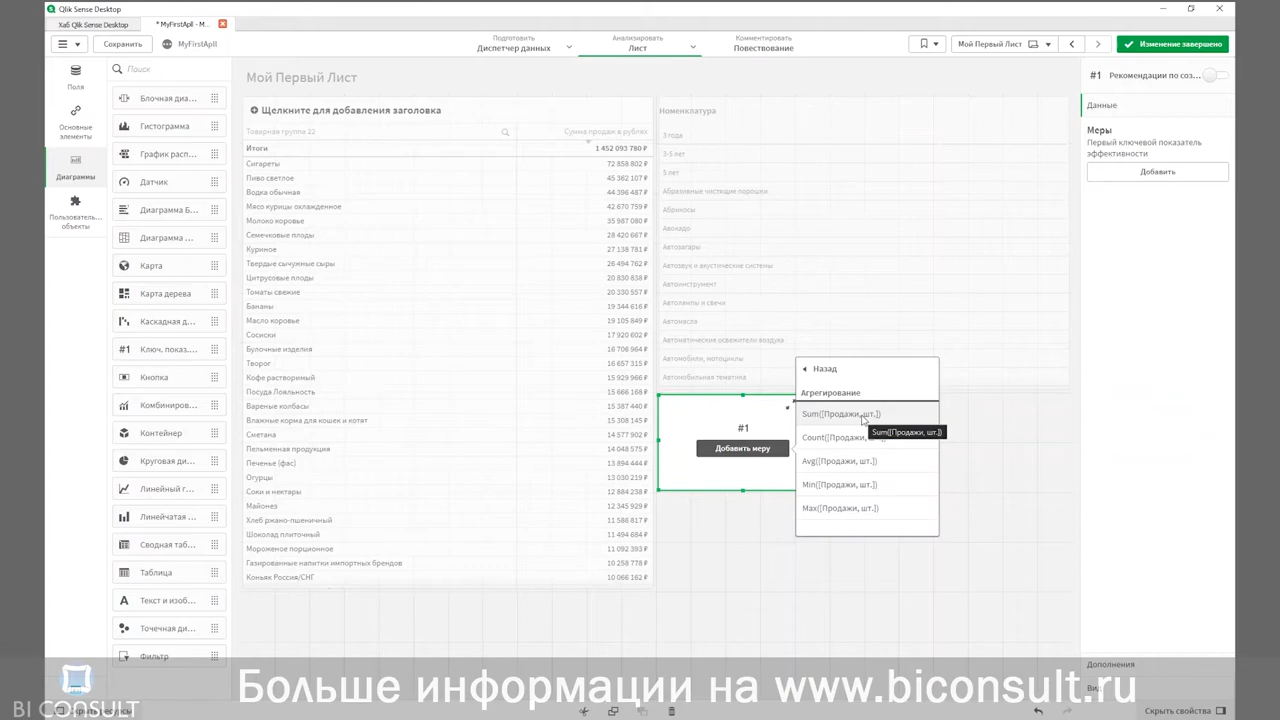 Qlik Sense Desktop
Хаб Qlik Sense Desktop
* MyFirstApll - М...
Сохранить
MyFirstApll
Подготовить
Диспетчер данных
Анализировать
Лист
Комментировать
Повествование
Мой Первый Лист
Изменение завершено
Поля
Основные
элементы
Диаграммы
Пользователь...
объекты
Поиск
Блочная диа...
Гистограмма
График расп...
Датчик
Диаграмма Б...
Диаграмма ...
Карта
Карта дерева
Каскадная д...
#1 Ключ. показ...
Кнопка
Комбиниров...
Контейнер
Круговая ди...
Линейный г...
Линейчатая ...
Сводная таб...
Таблица
Текст и изоб...
Точечная ди...
Фильтр
Мой Первый Лист
Щелкните для добавления заголовка
Товарная группа 22 Сумма продаж в рублях
Итоги 1 452 093 780 ₽
Сигареты 72 858 802 ₽
Пиво светлое 45 362 107 ₽
Водка обычная 44 396 487 ₽
Мясо курицы охлажденное 42 670 759 ₽
Молоко коровье 35 987 080 ₽
Семечковые плоды 28 420 667 ₽
Куриное 27 138 781 ₽
Твердые сычужные сыры 26 494 762 ₽
Цитрусовые плоды 20 830 838 ₽
Томаты свежие 20 330 557 ₽
Бананы 19 344 616 ₽
Масло коровье 19 105 849 ₽
Сосиски 17 920 602 ₽
Булочные изделия 16 706 964 ₽
Творог 16 657 315 ₽
Кофе растворимый 15 929 966 ₽
Посуда Лояльность 15 666 168 ₽
Вареные колбасы 15 387 440 ₽
Влажные корма для кошек и котят 15 308 145 ₽
Сметана 14 577 902 ₽
Пельменная продукция 14 048 575 ₽
Печенье (фас) 13 894 444 ₽
Огурцы 13 030 219 ₽
Соки и нектары 12 884 238 ₽
Майонез 12 345 929 ₽
Хлеб ржано-пшеничный 11 586 817 ₽
Шоколад плиточный 11 494 684 ₽
Мороженое порционное 11 092 393 ₽
Газированные напитки импортных брендов 10 258 778 ₽
Коньяк Россия/СНГ 10 066 162 ₽
Номенклатура
3 года
3-5 лет
5 лет
Абразивные чистящие порошки
Абрикосы
Авокадо
Автозагары
Автозвук и акустические системы
Автоинструмент
Автолампы и свечи
Автомасла
Автоматические освежители воздуха
Автомобили, мотоциклы
Автомобильная тематика
#1
Добавить меру
Назад
Агрегирование
Sum([Продажи, шт.])
Sum([Продажи, шт.])
Count([Продажи,
Avg([Продажи, шт.])
Min([Продажи, шт.])
Max([Продажи, шт.])
#1 Рекомендации по соз...
Данные
Меры
Первый ключевой показатель
эффективности
Добавить
Дополнения
Вид
Скрыть свойства
Больше информации на www.biconsult.ru
BI CONSULT